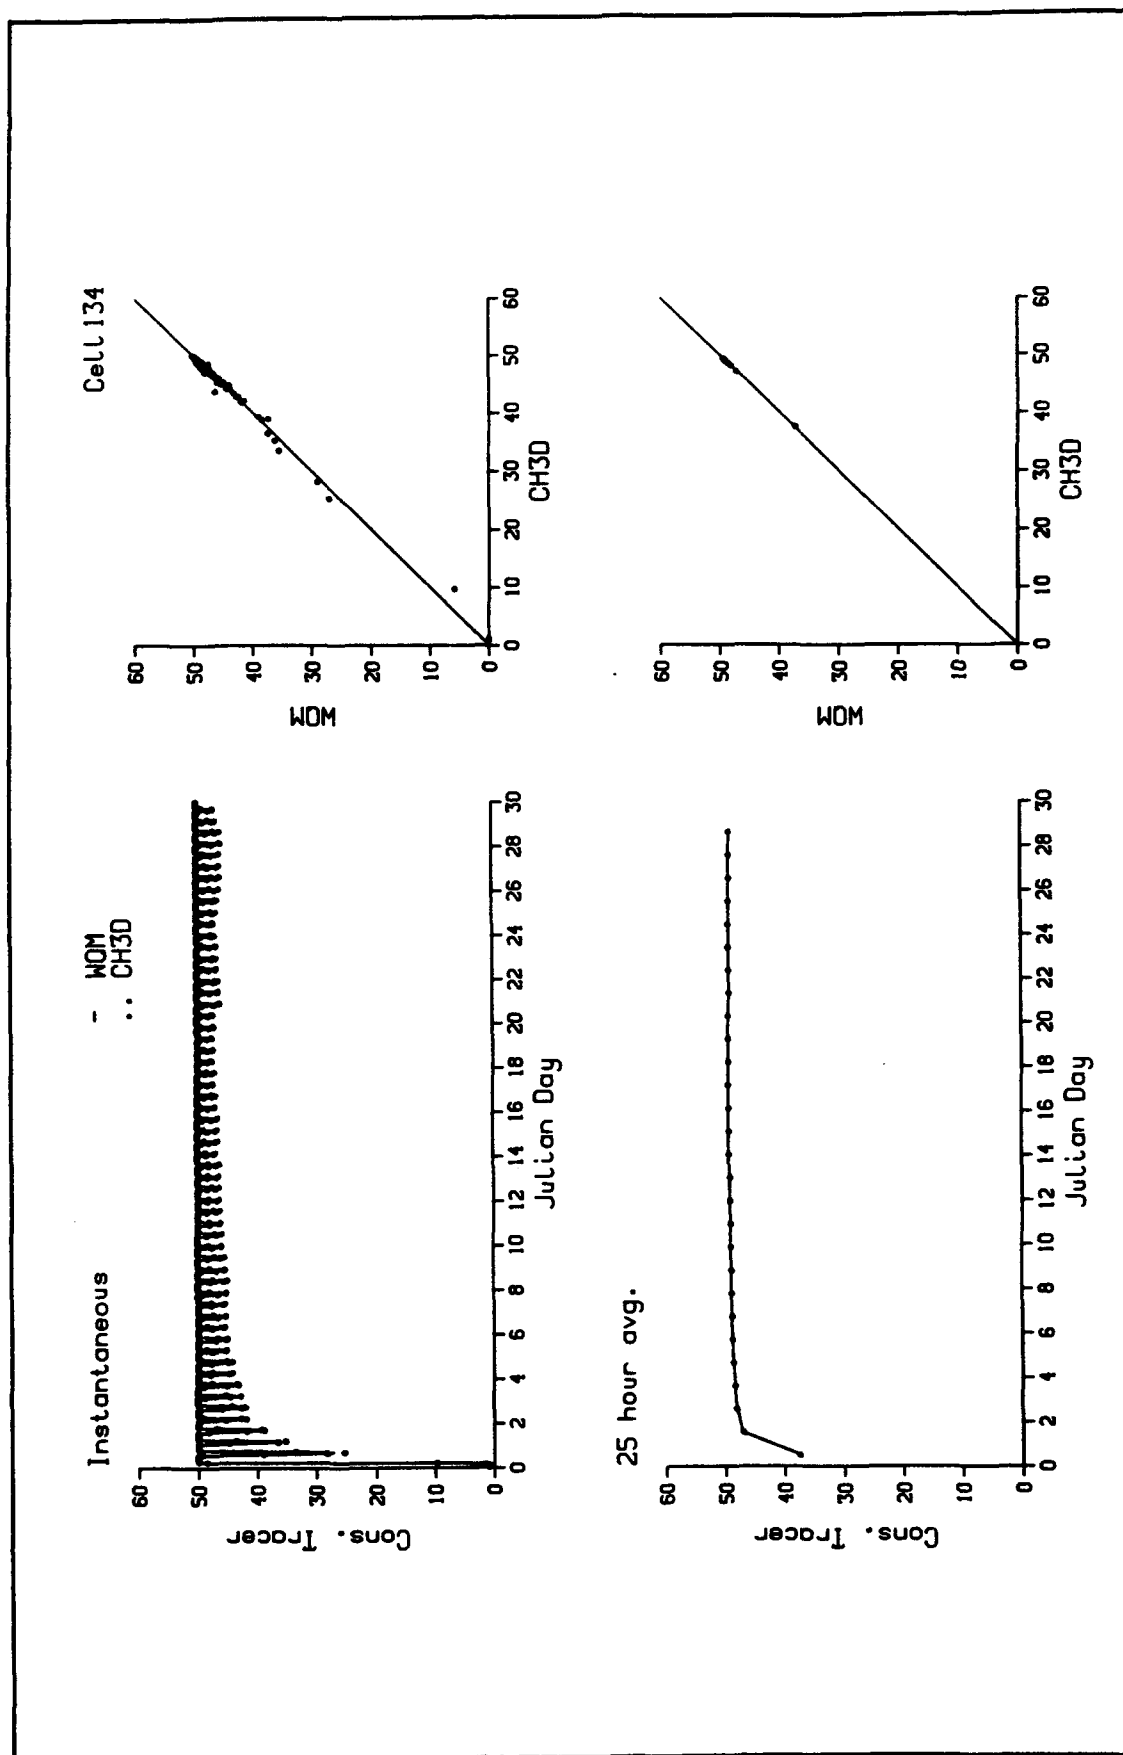 Instantaneous
- WQM
.. CH3D
Cell 134
Cons. Tracer
60
50
40
30
20
10
0
0 2 4 6 8 10 12 14 16 18 20 22 24 26 28 30
Julian Day
WQM
60
50
40
30
20
10
0
0 10 20 30 40 50 60
CH3D
25 hour avg.
Cons. Tracer
60
50
40
30
20
10
0
0 2 4 6 8 10 12 14 16 18 20 22 24 26 28 30
Julian Day
WQM
60
50
40
30
20
10
0
0 10 20 30 40 50 60
CH3D